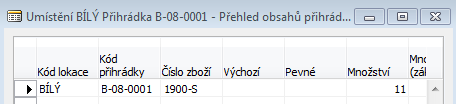 Umístění BÍLÝ Přihrádka B-08-0001 - Přehled obsahů přihrád...
Kód lokace Kód přihrádky Číslo zboží Výchozí Pevné Množství Mno (zál
BÍLÝ B-08-0001 1900-S 11